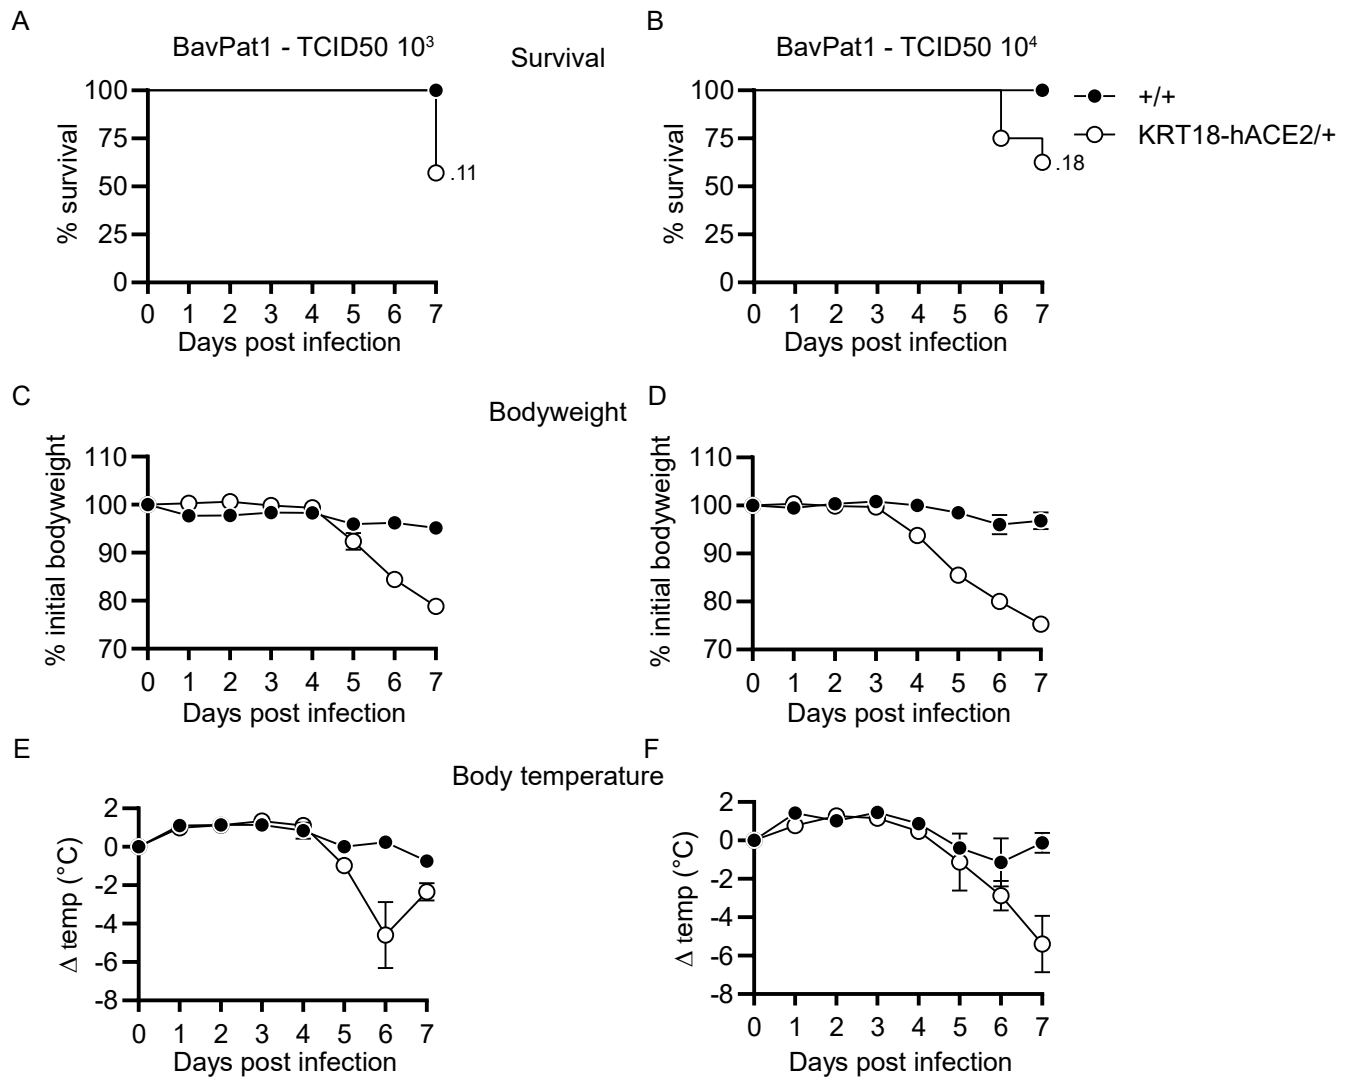 A
B
BavPat1 - TCID50 10³
Survival
BavPat1 - TCID50 10⁴
+/+
KRT18-hACE2/+
% survival
100
75
50
25
0
.11
0 1 2 3 4 5 6 7
Days post infection
% survival
100
75
50
25
0
.18
0 1 2 3 4 5 6 7
Days post infection
C
Bodyweight
D
% initial bodyweight
110
100
90
80
70
0 1 2 3 4 5 6 7
Days post infection
% initial bodyweight
110
100
90
80
70
0 1 2 3 4 5 6 7
Days post infection
E
Body temperature
F
Δ temp (°C)
2
0
-2
-4
-6
-8
0 1 2 3 4 5 6 7
Days post infection
Δ temp (°C)
2
0
-2
-4
-6
-8
0 1 2 3 4 5 6 7
Days post infection